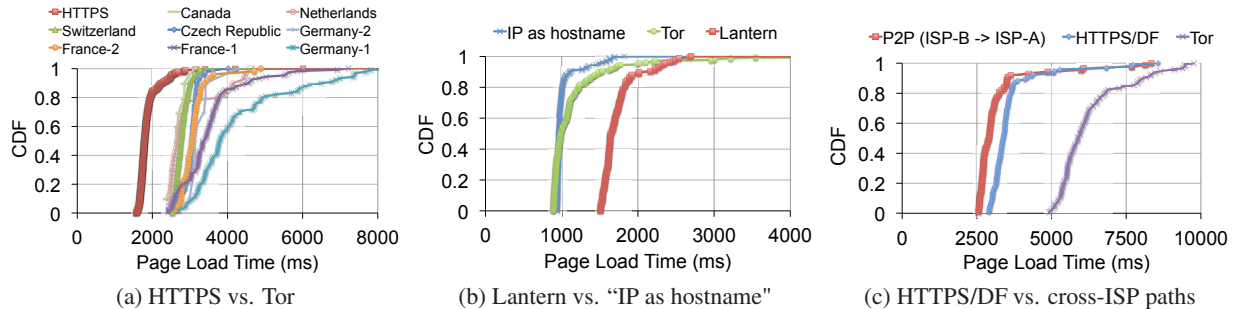 HTTPS Canada Netherlands
Switzerland Czech Republic Germany-2
France-2 France-1 Germany-1
1
0.8
0.6
0.4
0.2
0
CDF
0 2000 4000 6000 8000
Page Load Time (ms)
(a) HTTPS vs. Tor
IP as hostname Tor Lantern
1
0.8
0.6
0.4
0.2
0
CDF
0 1000 2000 3000 4000
Page Load Time (ms)
(b) Lantern vs. “IP as hostname"
P2P (ISP-B -> ISP-A) HTTPS/DF Tor
1
0.8
0.6
0.4
0.2
0
CDF
0 2500 5000 7500 10000
Page Load Time (ms)
(c) HTTPS/DF vs. cross-ISP paths